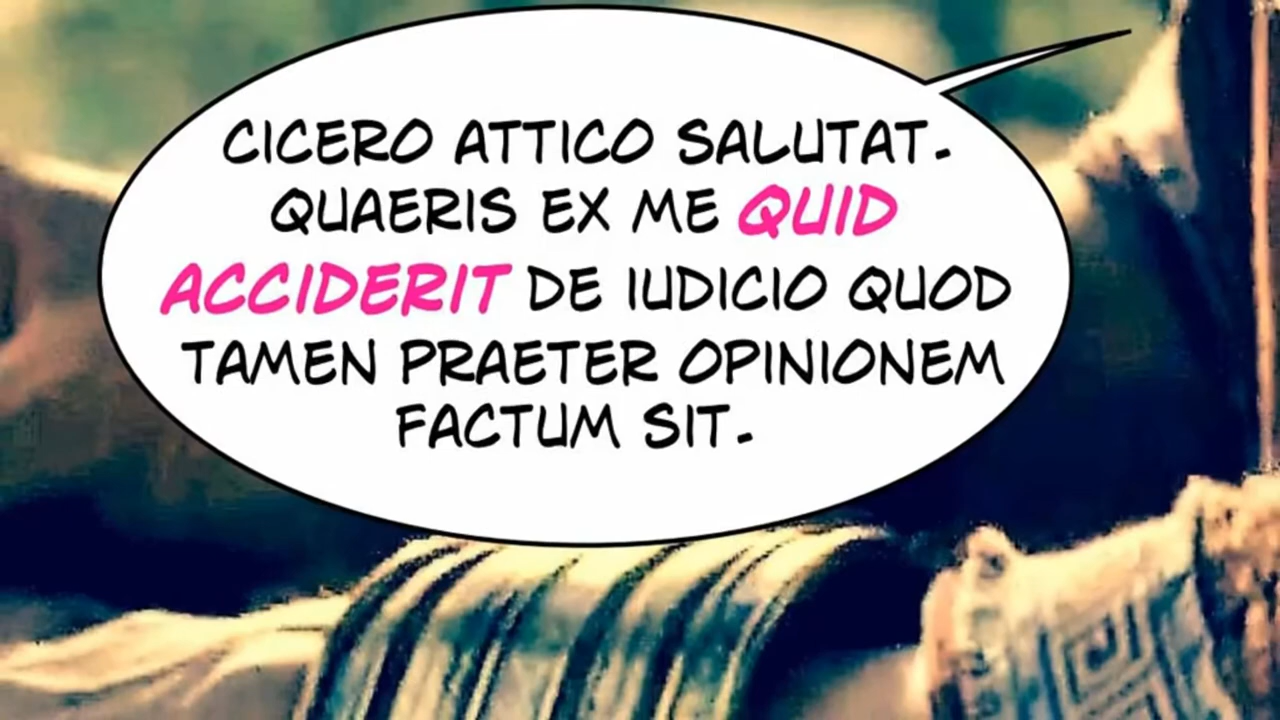 CICERO ATTICO SALUTAT.
QUAERIS EX ME QUID
ACCIDERIT DE IUDICIO QUOD
TAMEN PRAETER OPINIONEM
FACTUM SIT.